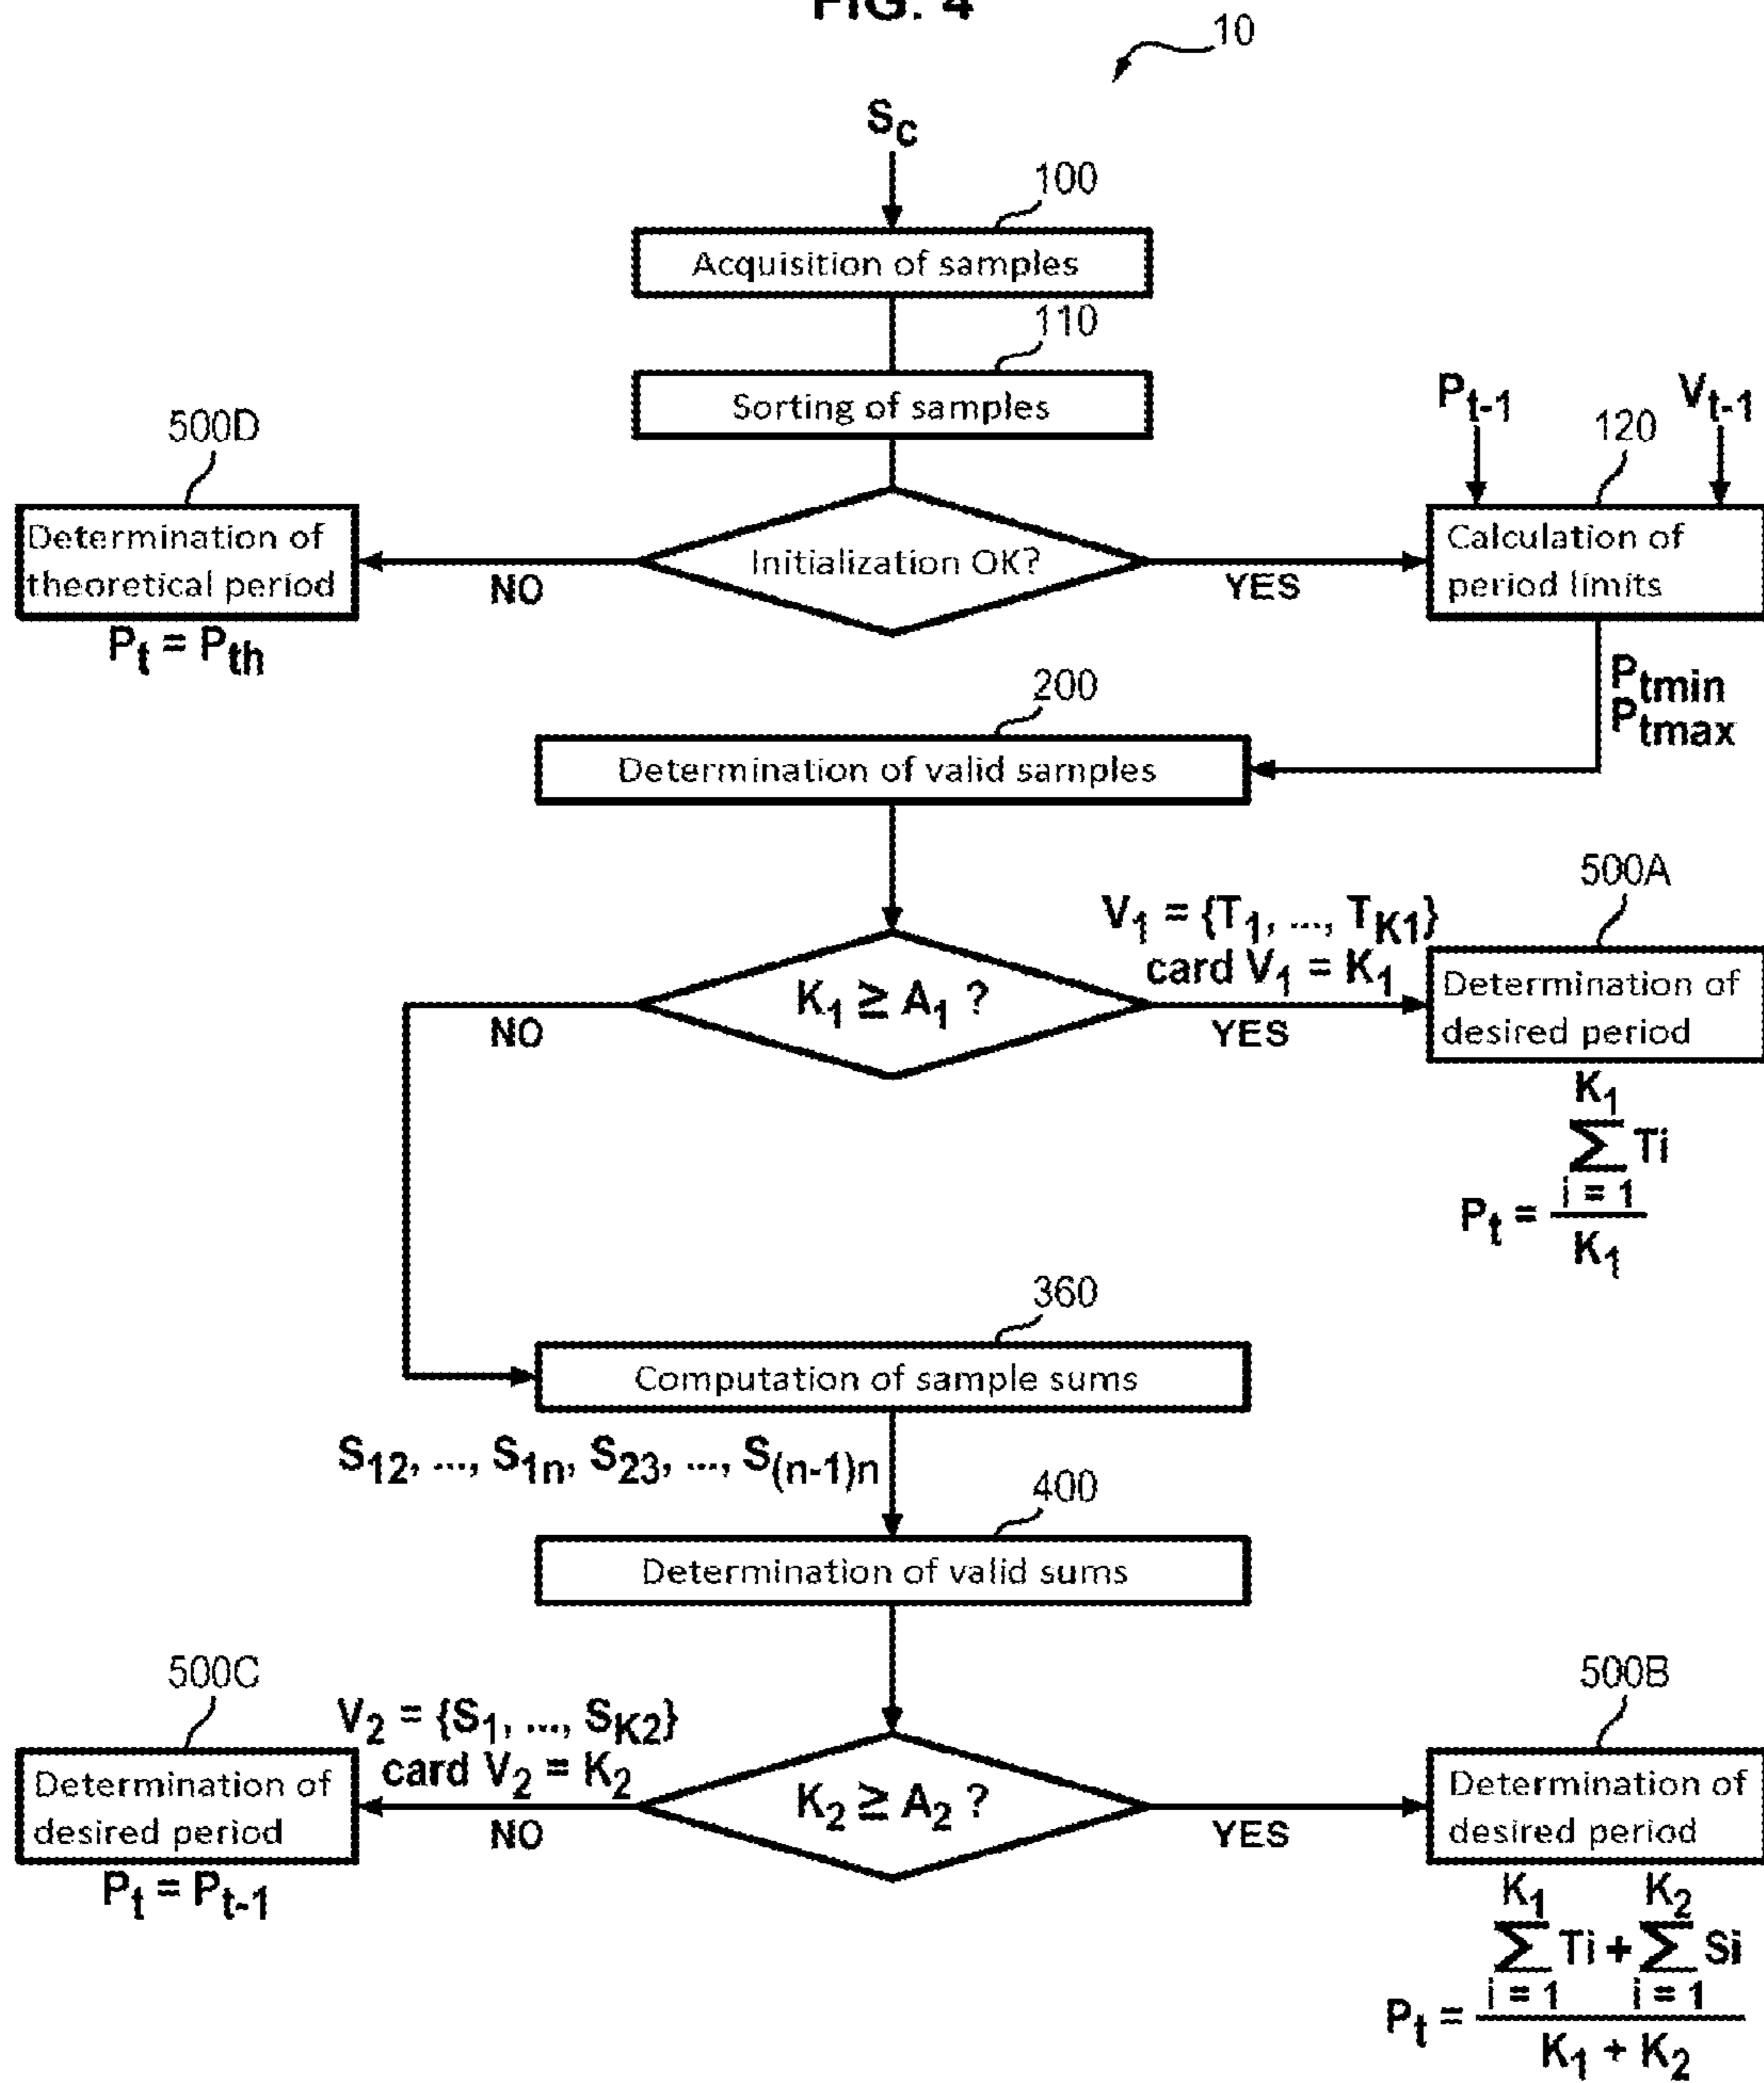 FIG. 4
10
Sc
100
Acquisition of samples
110
Sorting of samples
500D
Pt-1
Vt-1
120
Determination of
theoretical period
Initialization OK?
NO
YES
Calculation of
period limits
Pt = Pth
Ptmin
Ptmax
200
Determination of valid samples
V1 = {T1, ..., TK1}
card V1 = K1
500A
K1 ≧ A1 ?
NO
YES
Determination of
desired period
K1
∑ Ti
i = 1
Pt =
K1
360
Computation of sample sums
S12, ..., S1n, S23, ..., S(n-1)n
400
Determination of valid sums
500C
V2 = {S1, ..., SK2}
card V2 = K2
500B
Determination of
desired period
K2 ≧ A2 ?
NO
YES
Determination of
desired period
Pt = Pt-1
K1 K2
∑ Ti + ∑ Si
i = 1 i = 1
Pt =
K1 + K2